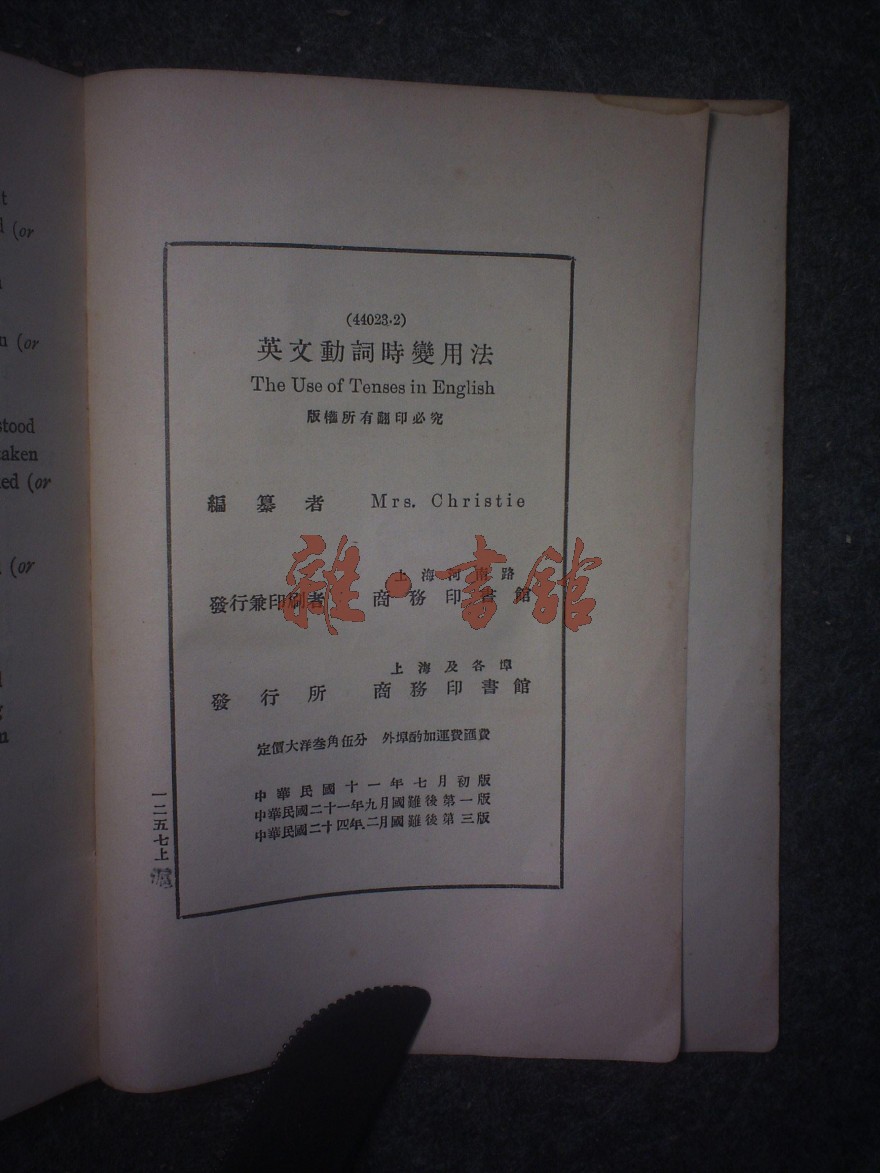 t
(or
n (or
stood
taken
ed (or
(or
(44023·2)
英文動詞時變用法
The Use of Tenses in English
版權所有翻印必究
編纂者 Mrs. Christie
上海河南路
發行兼印刷者 商務印書館
雜·書館
上海及各埠
發行所 商務印書館
定價大洋叁角伍分 外埠酌加運費匯費
中華民國十一年七月初版
中華民國二十一年九月國難後第一版
中華民國二十四年二月國難後第三版
一二五七上